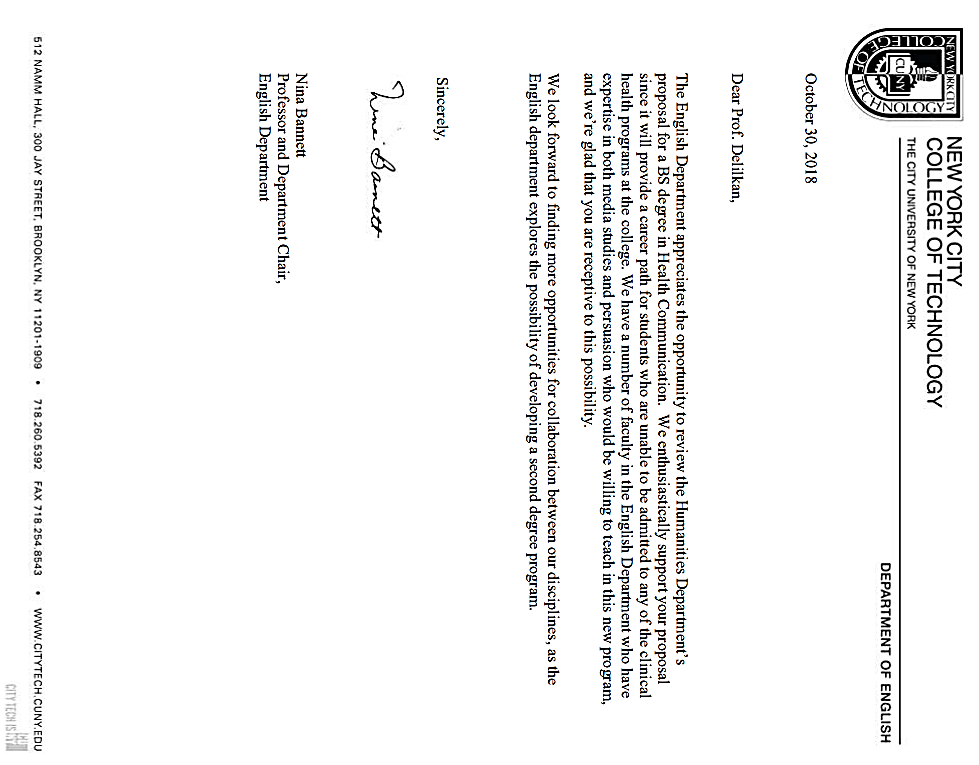 NEW YORK CITY
COLLEGE OF TECHNOLOGY
CUNY
NEW YORK CITY
COLLEGE OF TECHNOLOGY
THE CITY UNIVERSITY OF NEW YORK
DEPARTMENT OF ENGLISH
October 30, 2018
Dear Prof. Delilkan,
The English Department appreciates the opportunity to review the Humanities Department's
proposal for a BS degree in Health Communication. We enthusiastically support your proposal
since it will provide a career path for students who are unable to be admitted to any of the clinical
health programs at the college. We have a number of faculty in the English Department who have
expertise in both media studies and persuasion who would be willing to teach in this new program,
and we're glad that you are receptive to this possibility.
We look forward to finding more opportunities for collaboration between our disciplines, as the
English department explores the possibility of developing a second degree program.
Sincerely,
Nina Bannett
Nina Bannett
Professor and Department Chair,
English Department
512 NAMM HALL, 300 JAY STREET, BROOKLYN, NY 11201-1909 • 718.260.5392 FAX 718.254.8543 • WWW.CITYTECH.CUNY.EDU
CITY TECH IS